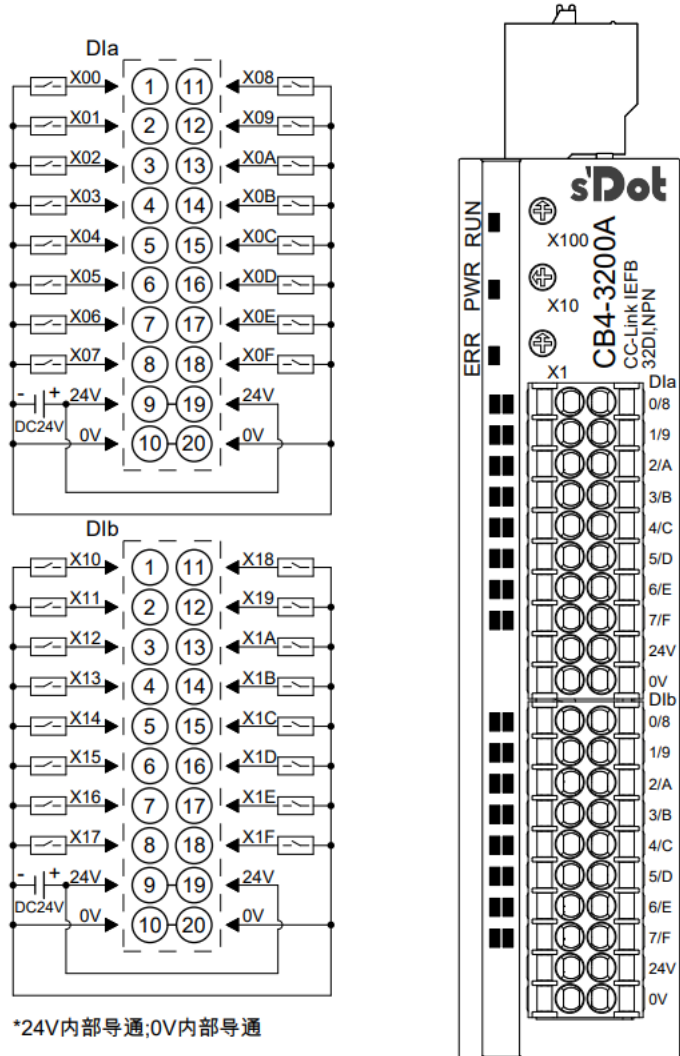 DIa
X00 1 11 X08
X01 2 12 X09
X02 3 13 X0A
X03 4 14 X0B
X04 5 15 X0C
X05 6 16 X0D
X06 7 17 X0E
X07 8 18 X0F
- + 24V 9 19 24V
DC24V
0V 10 20 0V
DIb
X10 1 11 X18
X11 2 12 X19
X12 3 13 X1A
X13 4 14 X1B
X14 5 15 X1C
X15 6 16 X1D
X16 7 17 X1E
X17 8 18 X1F
- + 24V 9 19 24V
DC24V
0V 10 20 0V
*24V内部导通;0V内部导通
s'Dot
RUN
PWR
ERR
X100
X10
X1
CB4-3200A
CC-Link IEFB
32DI,NPN
DIa
0/8
1/9
2/A
3/B
4/C
5/D
6/E
7/F
24V
0V
DIb
0/8
1/9
2/A
3/B
4/C
5/D
6/E
7/F
24V
0V